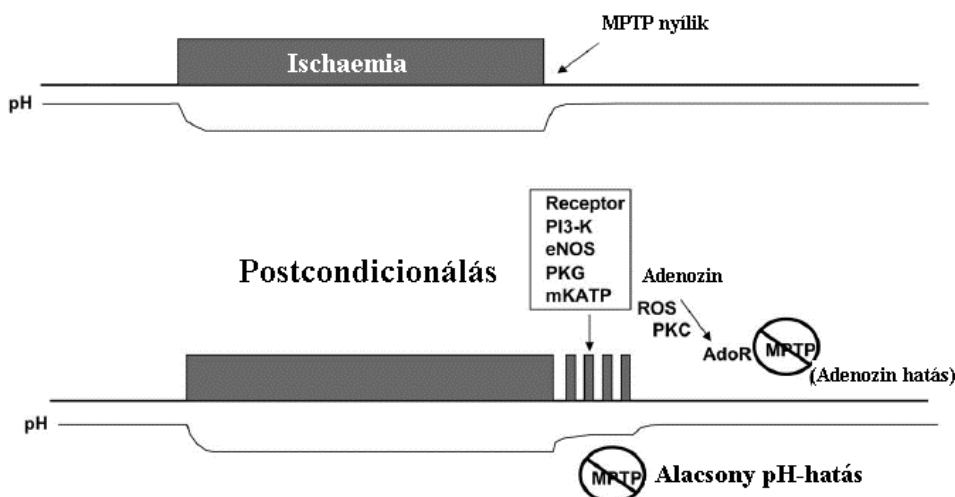 MPTP nyílik
Ischaemia
pH
Receptor
PI3-K
eNOS
PKG
mKATP
Postcondicionálás
Adenozin
ROS
PKC
AdoR
MPTP
(Adenozin hatás)
pH
MPTP
Alacsony pH-hatás